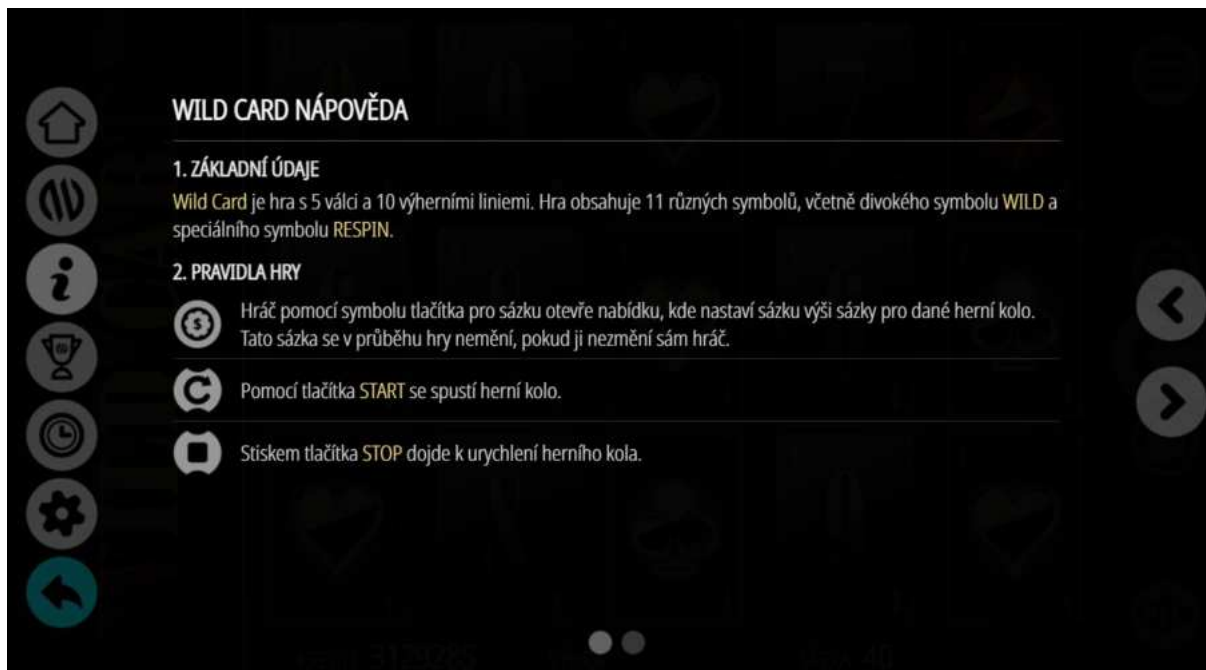 WILD CARD NÁPOVĚDA
1. ZÁKLADNÍ ÚDAJE
Wild Card je hra s 5 válci a 10 výherními liniemi. Hra obsahuje 11 různých symbolů, včetně divokého symbolu WILD a
speciálního symbolu RESPIN.
2. PRAVIDLA HRY
Hráč pomocí symbolu tlačítka pro sázku otevře nabídku, kde nastaví sázku výši sázky pro dané herní kolo.
Tato sázka se v průběhu hry nemění, pokud ji nezmění sám hráč.
Pomocí tlačítka START se spustí herní kolo.
Stiskem tlačítka STOP dojde k urychlení herního kola.